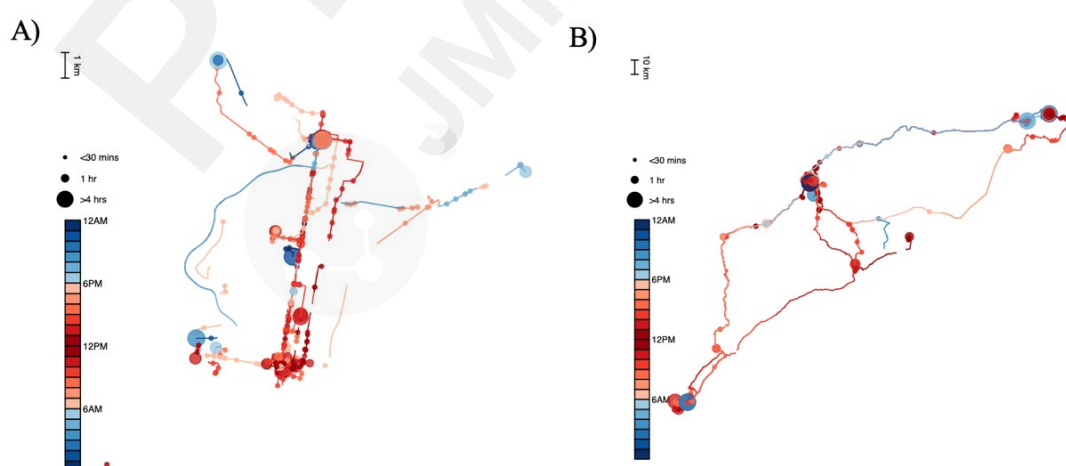 A)
1 km
<30 mins
1 hr
>4 hrs
12AM
6PM
12PM
6AM
B)
10 km
<30 mins
1 hr
>4 hrs
12AM
6PM
12PM
6AM